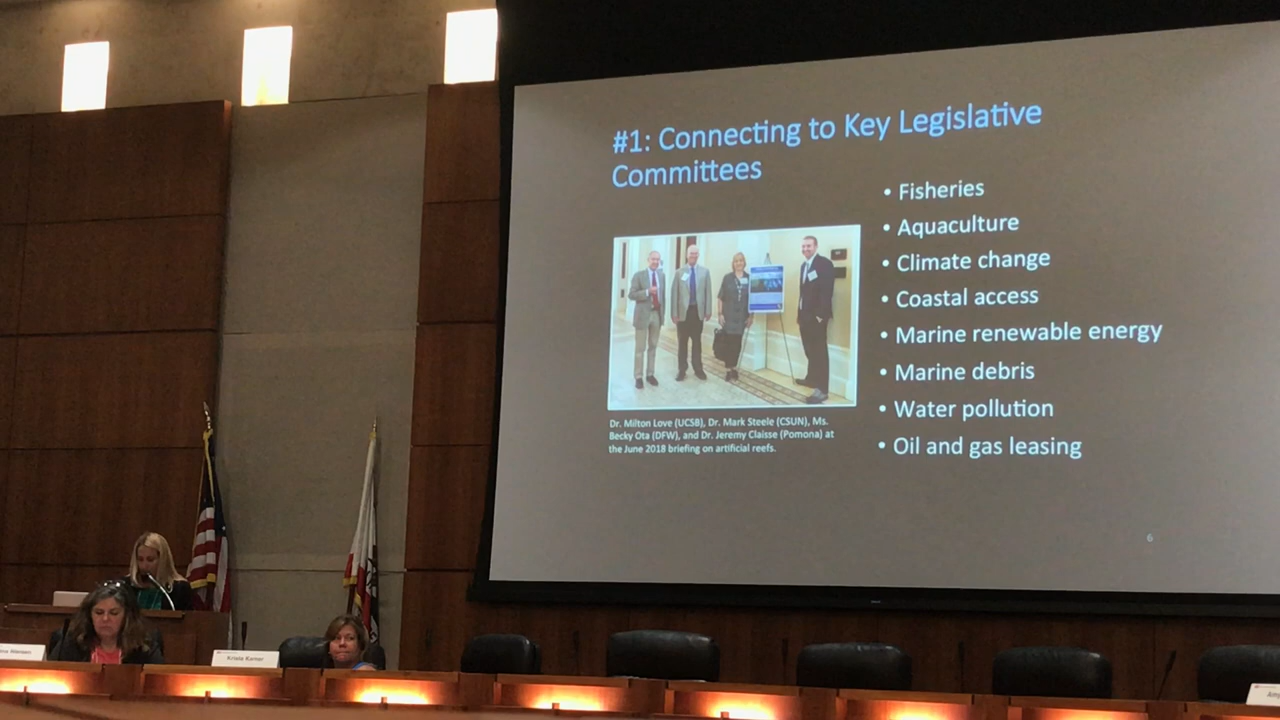 #1: Connecting to Key Legislative
Committees
• Fisheries
• Aquaculture
• Climate change
• Coastal access
• Marine renewable energy
• Marine debris
• Water pollution
• Oil and gas leasing
Dr. Milton Love (UCSB), Dr. Mark Steele (CSUN), Ms.
Becky Ota (DFW), and Dr. Jeremy Claisse (Pomona) at
the June 2018 briefing on artificial reefs.
6